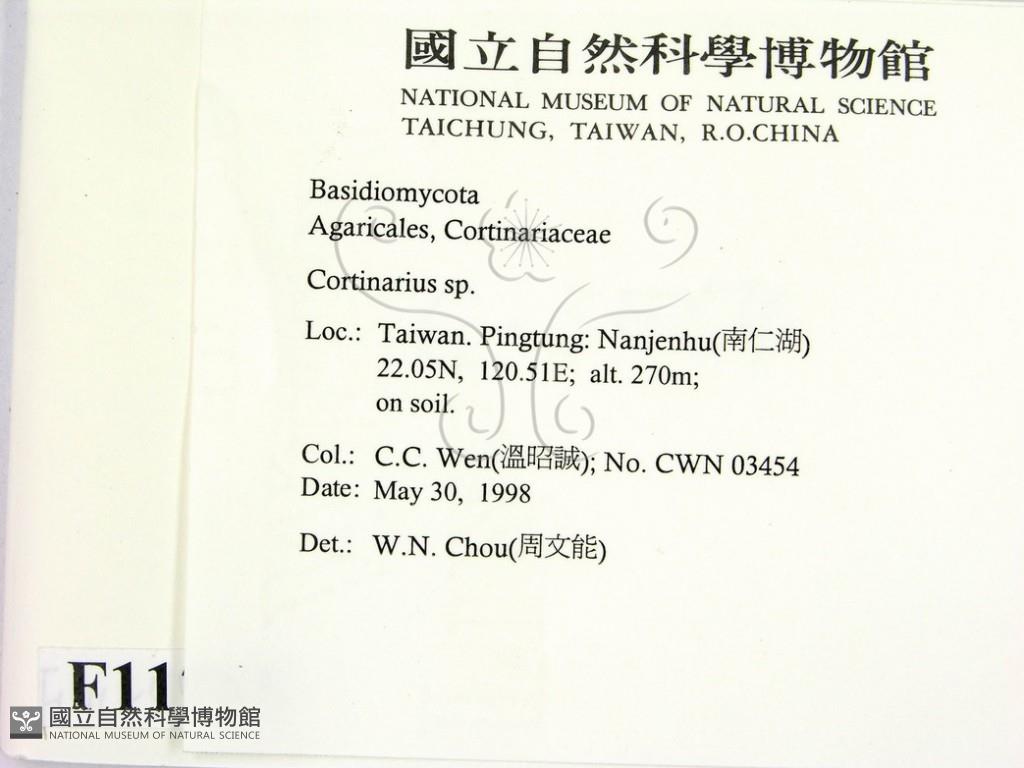 國立自然科學博物館
NATIONAL MUSEUM OF NATURAL SCIENCE
TAICHUNG, TAIWAN, R.O.CHINA
Basidiomycota
Agaricales, Cortinariaceae
Cortinarius sp.
Loc.: Taiwan. Pingtung: Nanjenhu(南仁湖)
22.05N, 120.51E; alt. 270m;
on soil.
Col.: C.C. Wen(溫昭誠); No. CWN 03454
Date: May 30, 1998
Det.: W.N. Chou(周文能)
國立自然科學博物館
NATIONAL MUSEUM OF NATURAL SCIENCE